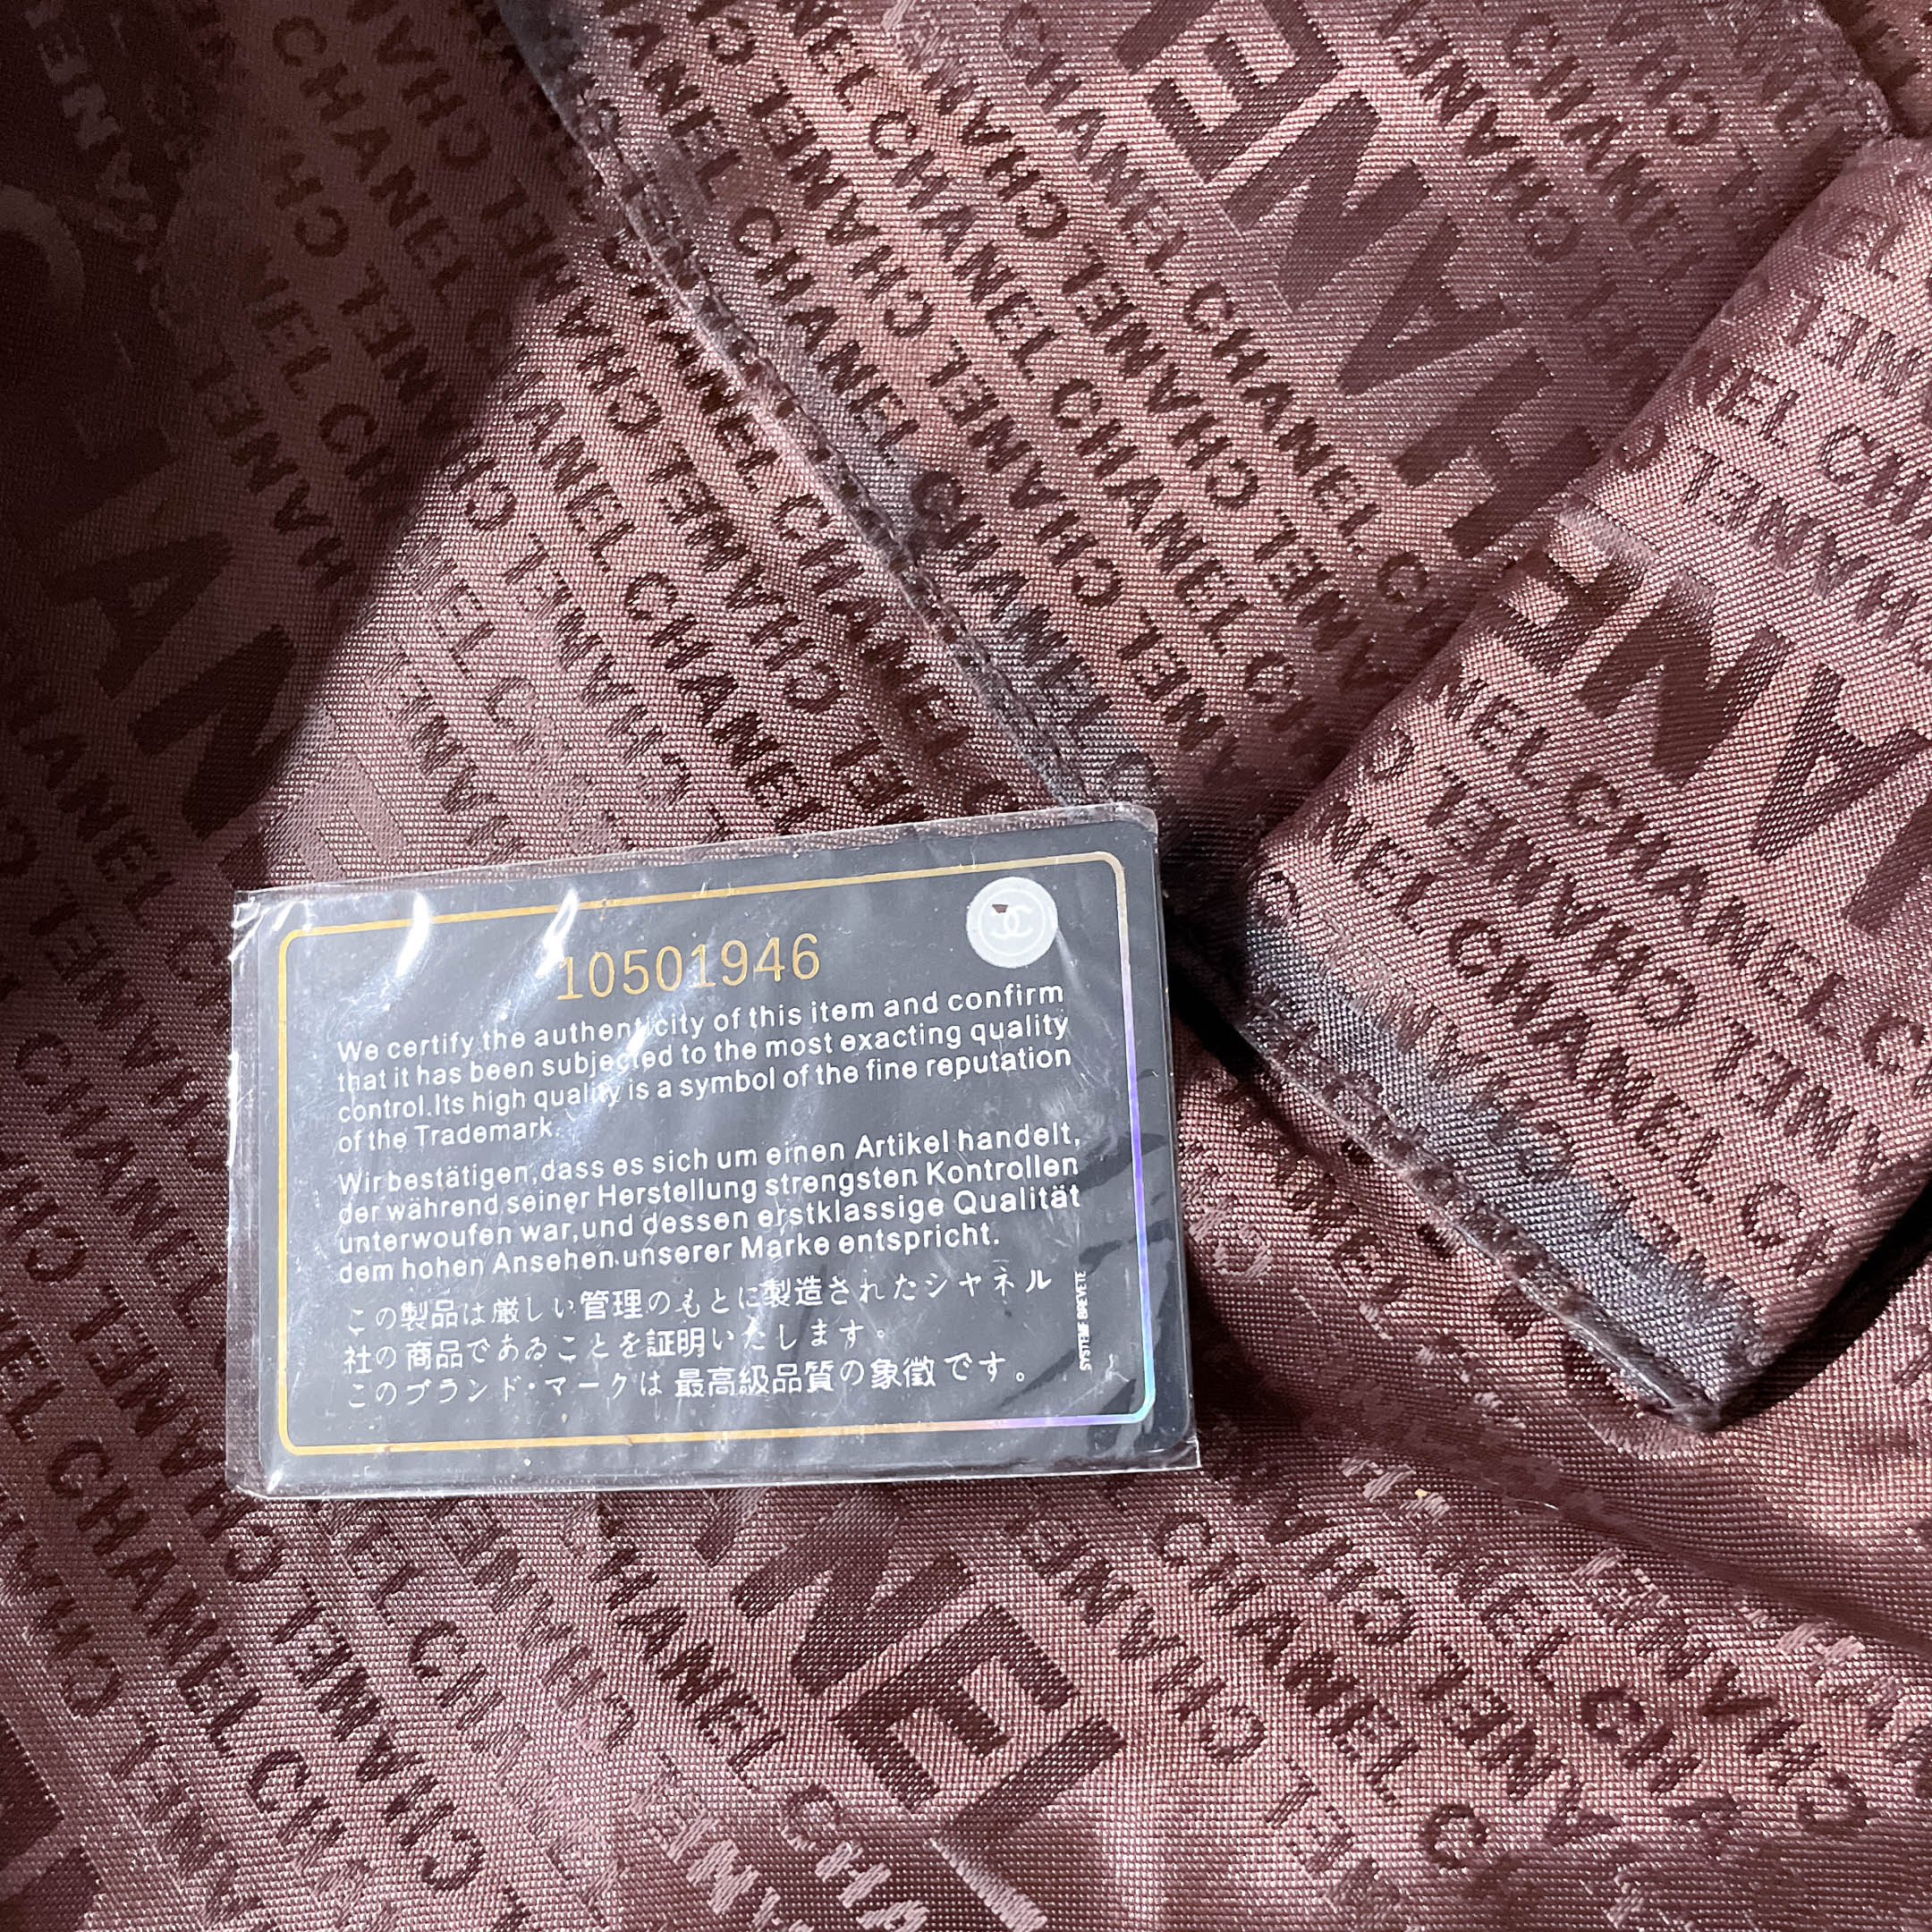 10501946
We certify the authenticity of this item and confirm
that it has been subjected to the most exacting quality
control.Its high quality is a symbol of the fine reputation
of the Trademark.
Wir bestätigen,dass es sich um einen Artikel handelt,
der während seiner Herstellung strengsten Kontrollen
unterwoufen war,und dessen erstklassige Qualität
dem hohen Ansehen unserer Marke entspricht.
この製品は厳しい管理のもとに製造されたシャネル
社の商品であることを証明いたします。
このブランド・マークは最高級品質の象徴です。
SYSTEME BREVETE
CHANEL CHANEL
CHANEL CHANEL
CHANEL CHANEL
CHANEL